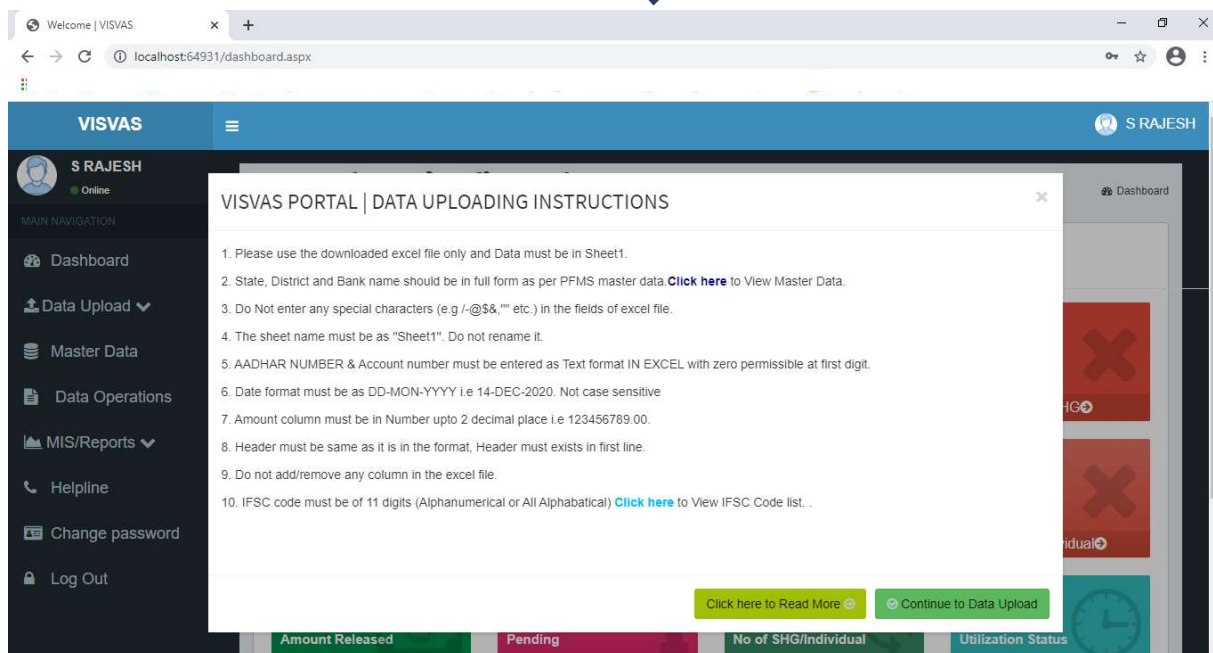 Welcome | VISVAS
localhost:64931/dashboard.aspx
VISVAS
S RAJESH
S RAJESH
Online
Dashboard
MAIN NAVIGATION
Dashboard
Data Upload
Master Data
Data Operations
MIS/Reports
Helpline
Change password
Log Out
VISVAS PORTAL | DATA UPLOADING INSTRUCTIONS
1. Please use the downloaded excel file only and Data must be in Sheet1.
2. State, District and Bank name should be in full form as per PFMS master data.Click here to View Master Data.
3. Do Not enter any special characters (e.g /-@$&,"" etc.) in the fields of excel file.
4. The sheet name must be as "Sheet1". Do not rename it.
5. AADHAR NUMBER & Account number must be entered as Text format IN EXCEL with zero permissible at first digit.
6. Date format must be as DD-MON-YYYY i.e 14-DEC-2020. Not case sensitive
7. Amount column must be in Number upto 2 decimal place i.e 123456789.00.
8. Header must be same as it is in the format, Header must exists in first line.
9. Do not add/remove any column in the excel file.
10. IFSC code must be of 11 digits (Alphanumerical or All Alphabatical) Click here to View IFSC Code list. .
Click here to Read More
Continue to Data Upload
Amount Released
Pending
No of SHG/Individual
Utilization Status